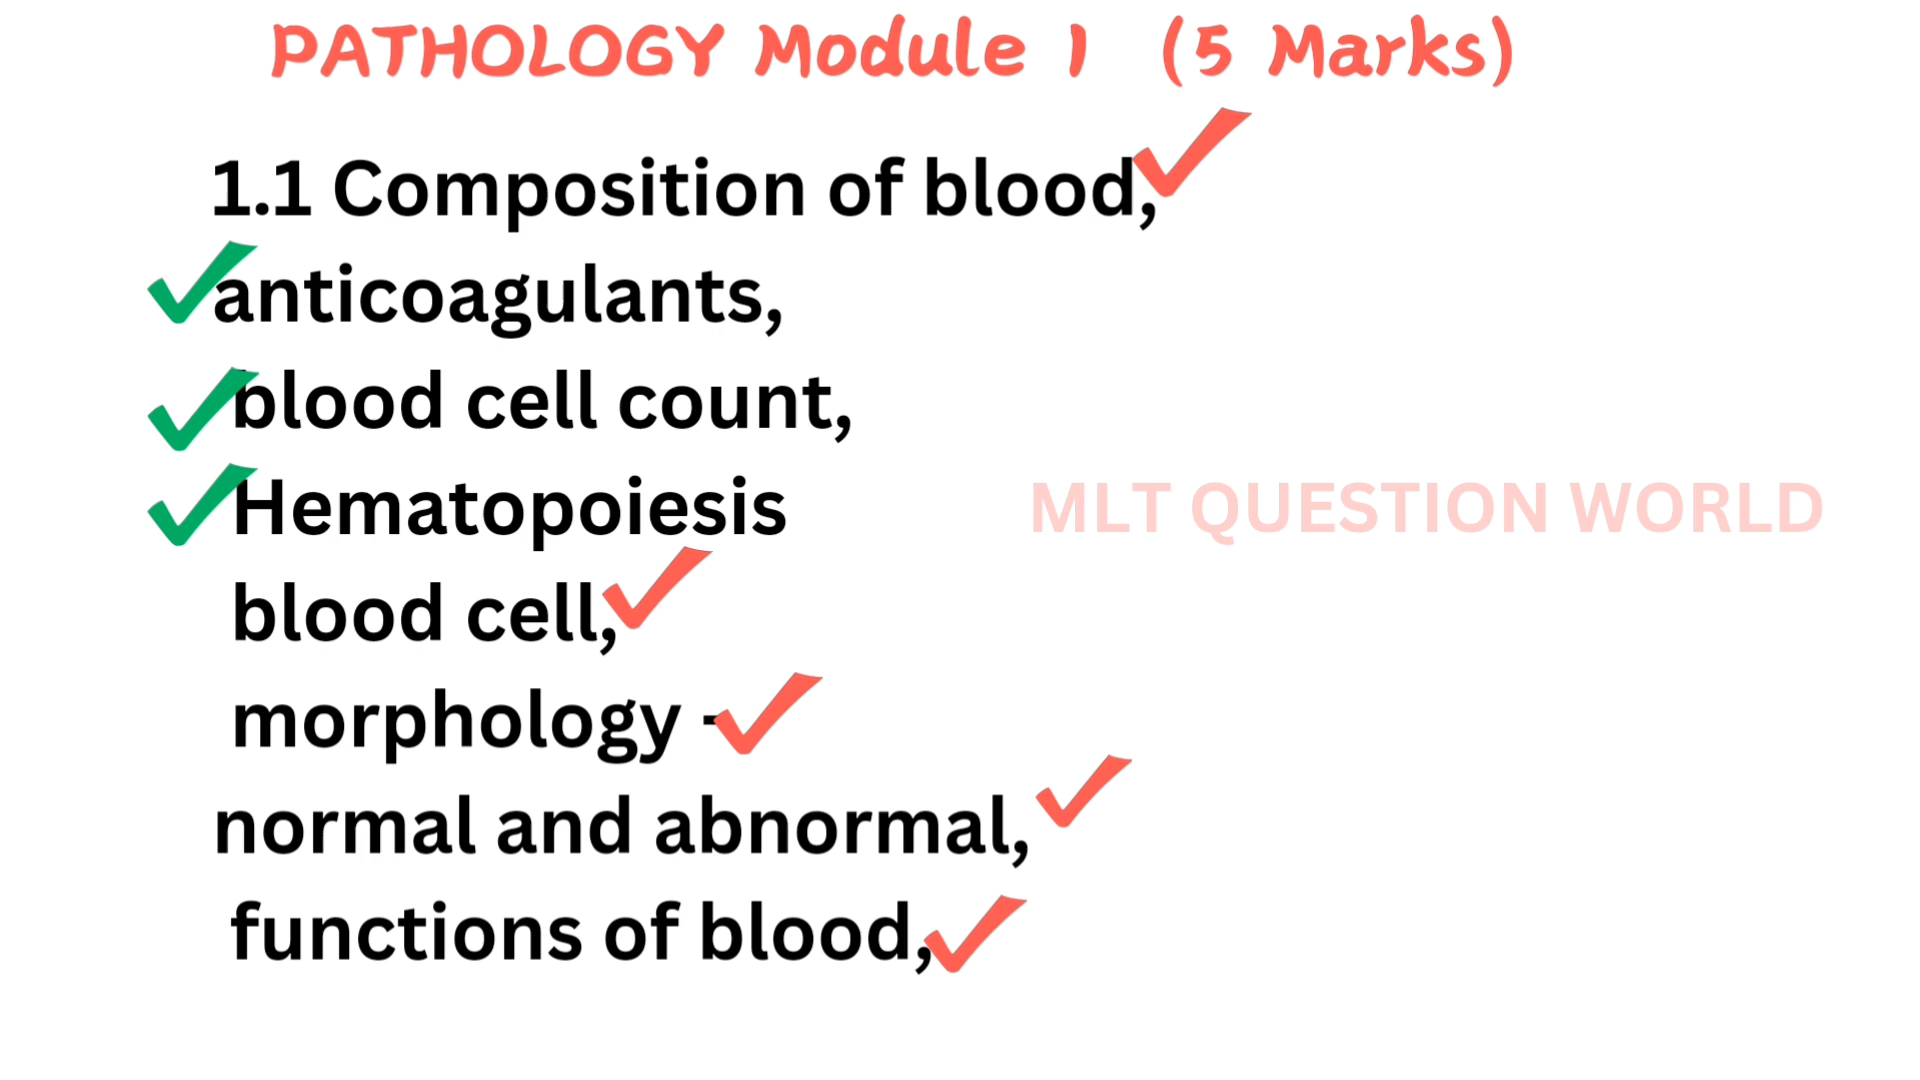 PATHOLOGY Module 1 (5 Marks)
1.1 Composition of blood,
anticoagulants,
blood cell count,
Hematopoiesis
MLT QUESTION WORLD
blood cell,
morphology -
normal and abnormal,
functions of blood,